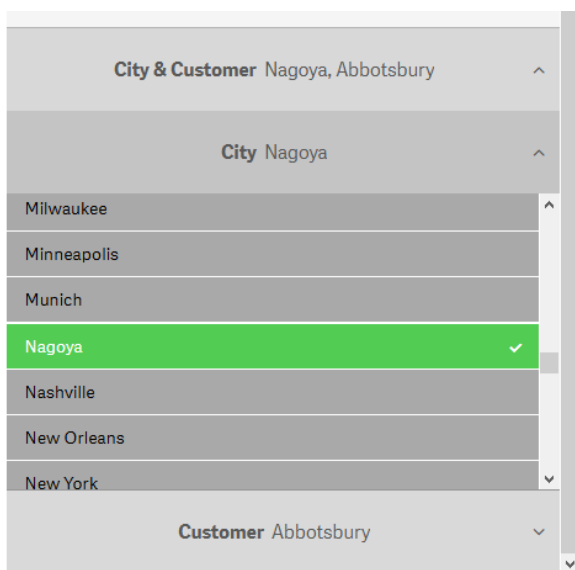 City & Customer Nagoya, Abbotsbury
City Nagoya
Milwaukee
Minneapolis
Munich
Nagoya
Nashville
New Orleans
New York
Customer Abbotsbury